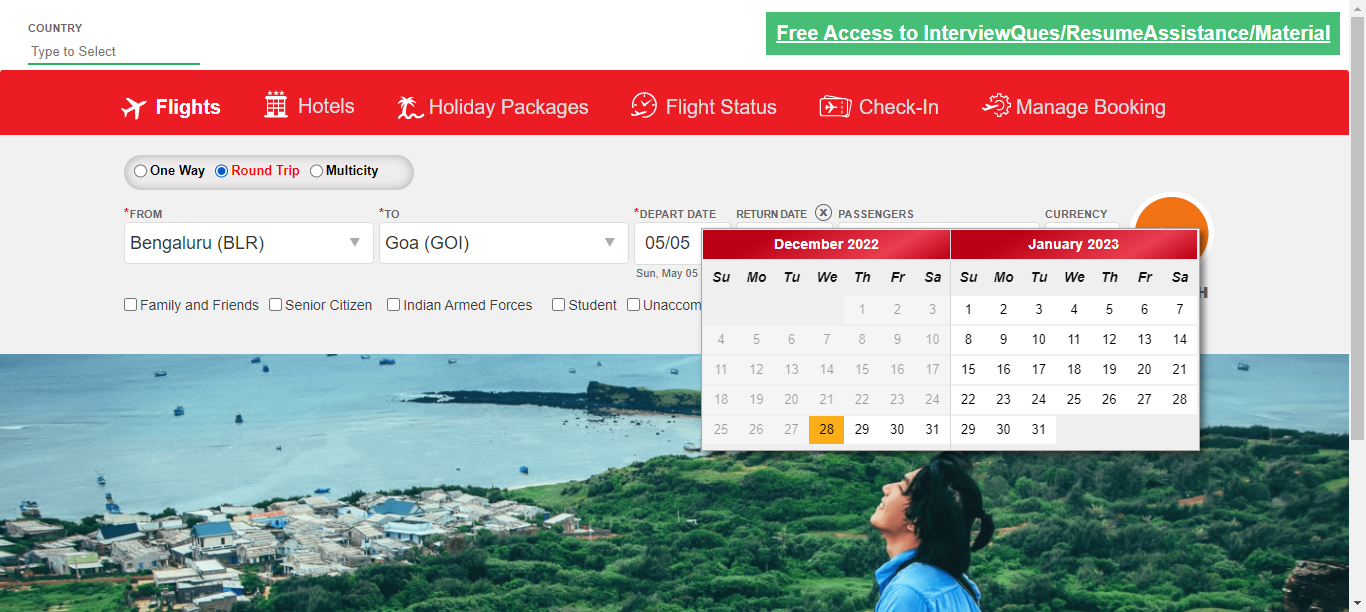 COUNTRY
Type to Select
Free Access to InterviewQues/ResumeAssistance/Material
Flights Hotels Holiday Packages Flight Status Check-In Manage Booking
One Way Round Trip Multicity
*FROM *TO *DEPART DATE RETURN DATE X PASSENGERS CURRENCY
Bengaluru (BLR) Goa (GOI) 05/05
Sun, May 05
Family and Friends Senior Citizen Indian Armed Forces Student Unaccom
H
December 2022 January 2023
Su Mo Tu We Th Fr Sa Su Mo Tu We Th Fr Sa
1 2 3 1 2 3 4 5 6 7
4 5 6 7 8 9 10 8 9 10 11 12 13 14
11 12 13 14 15 16 17 15 16 17 18 19 20 21
18 19 20 21 22 23 24 22 23 24 25 26 27 28
25 26 27 28 29 30 31 29 30 31